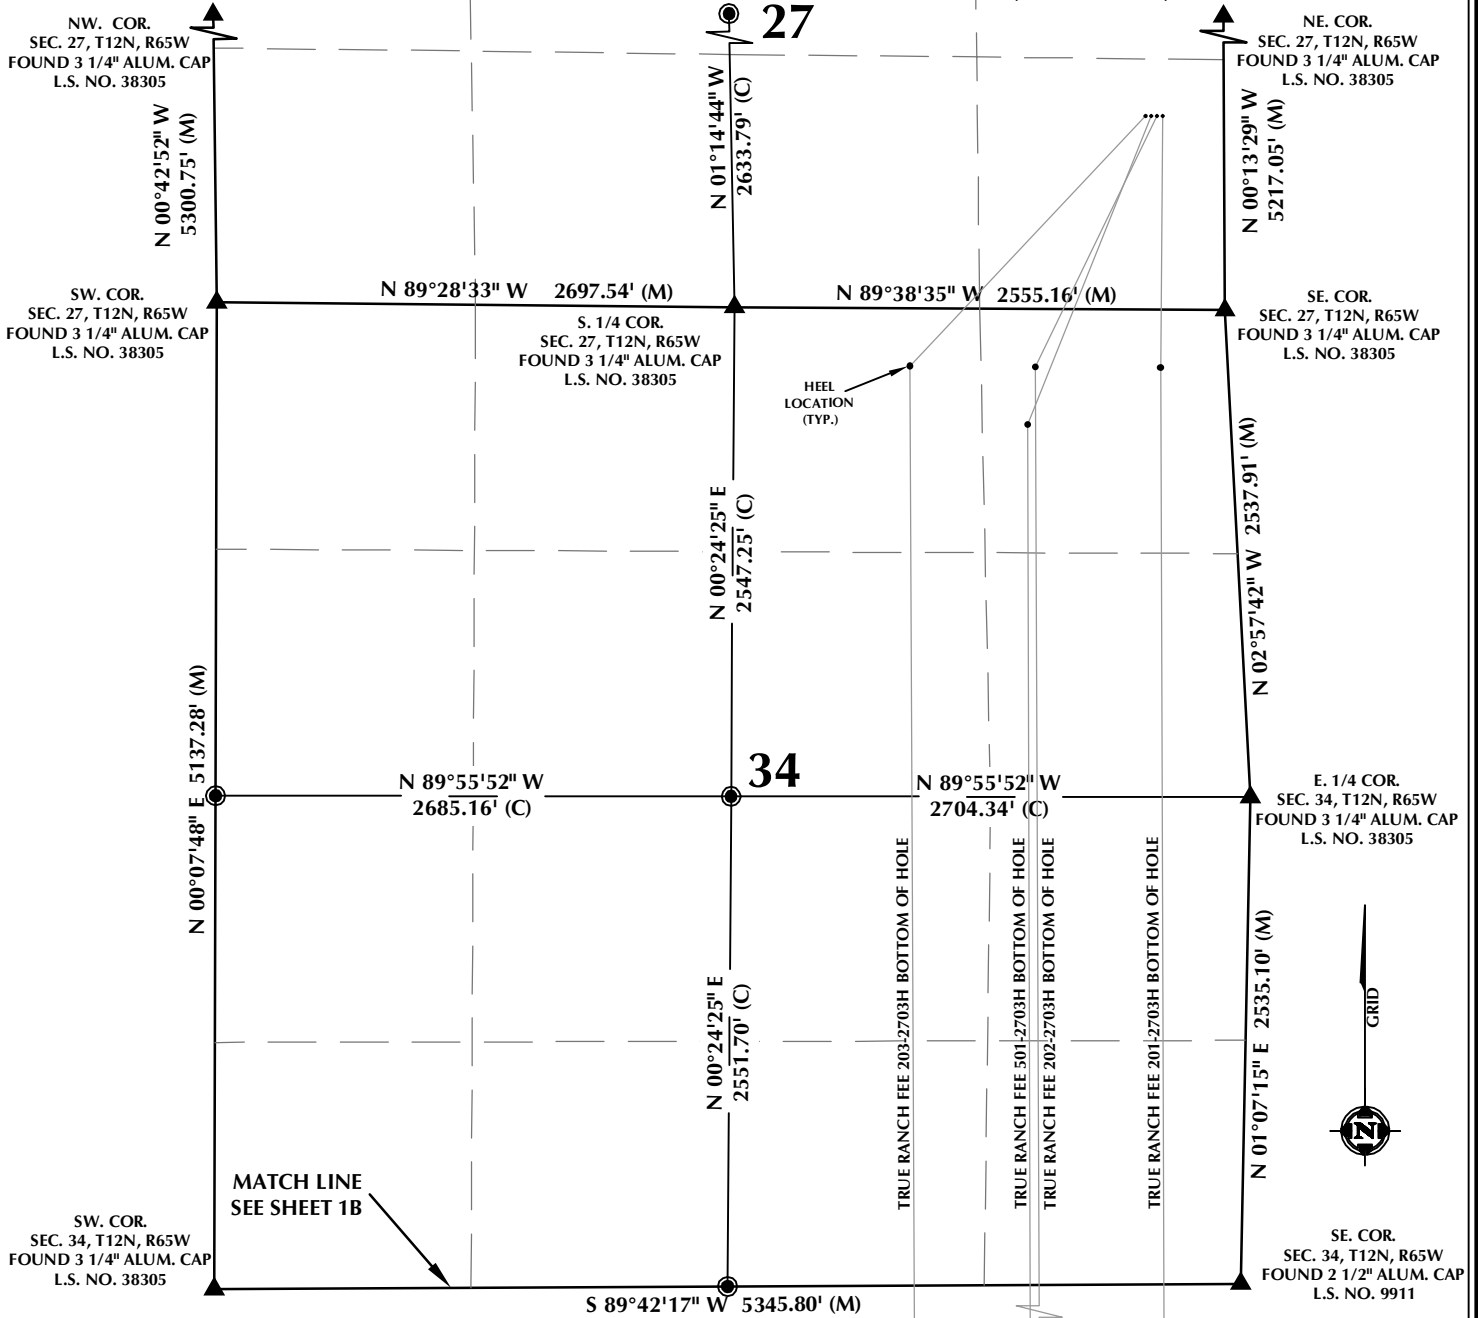 27
NW. COR.
SEC. 27, T12N, R65W
FOUND 3 1/4" ALUM. CAP
L.S. NO. 38305
NE. COR.
SEC. 27, T12N, R65W
FOUND 3 1/4" ALUM. CAP
L.S. NO. 38305
N 00°42'52" W
5300.75' (M)
N 01°14'44" W
2633.79' (C)
N 00°13'29" W
5217.05' (M)
SW. COR.
SEC. 27, T12N, R65W
FOUND 3 1/4" ALUM. CAP
L.S. NO. 38305
N 89°28'33" W 2697.54' (M)
N 89°38'35" W 2555.16' (M)
S. 1/4 COR.
SEC. 27, T12N, R65W
FOUND 3 1/4" ALUM. CAP
L.S. NO. 38305
SE. COR.
SEC. 27, T12N, R65W
FOUND 3 1/4" ALUM. CAP
L.S. NO. 38305
HEEL
LOCATION
(TYP.)
N 00°24'25" E
2547.25' (C)
N 02°57'42" W 2537.91' (M)
N 00°07'48" E 5137.28' (M)
34
N 89°55'52" W
2685.16' (C)
N 89°55'52" W
2704.34' (C)
E. 1/4 COR.
SEC. 34, T12N, R65W
FOUND 3 1/4" ALUM. CAP
L.S. NO. 38305
TRUE RANCH FEE 203-2703H BOTTOM OF HOLE
TRUE RANCH FEE 501-2703H BOTTOM OF HOLE
TRUE RANCH FEE 202-2703H BOTTOM OF HOLE
TRUE RANCH FEE 201-2703H BOTTOM OF HOLE
N 00°24'25" E
2551.70' (C)
N 01°07'15" E 2535.10' (M)
GRID
N
MATCH LINE
SEE SHEET 1B
SW. COR.
SEC. 34, T12N, R65W
FOUND 3 1/4" ALUM. CAP
L.S. NO. 38305
SE. COR.
SEC. 34, T12N, R65W
FOUND 2 1/2" ALUM. CAP
L.S. NO. 9911
S 89°42'17" W 5345.80' (M)